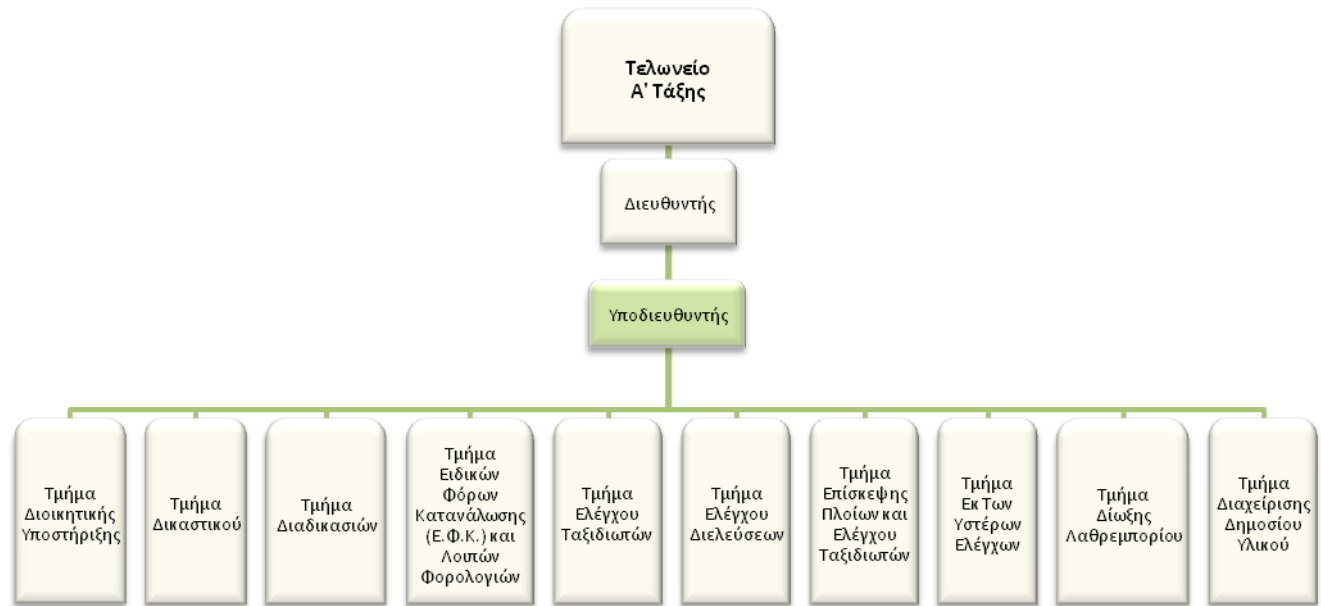 Τελωνείο
Α' Τάξης
Διευθυντής
Υποδιευθυντής
Τμήμα
Διοικητικής
Υποστήριξης
Τμήμα
Δικαστικού
Τμήμα
Διαδικασιών
Τμήμα
Ειδικών
Φόρων
Κατανάλωσης
(Ε.Φ.Κ.) και
Λοιπών
Φορολογιών
Τμήμα
Ελέγχου
Ταξιδιωτών
Τμήμα
Ελέγχου
Διελεύσεων
Τμήμα
Επίσκεψης
Πλοίων και
Ελέγχου
Ταξιδιωτών
Τμήμα
Εκ Των
Υστέρων
Ελέγχων
Τμήμα
Δίωξης
Λαθρεμπορίου
Τμήμα
Διαχείρισης
Δημοσίου
Υλικού